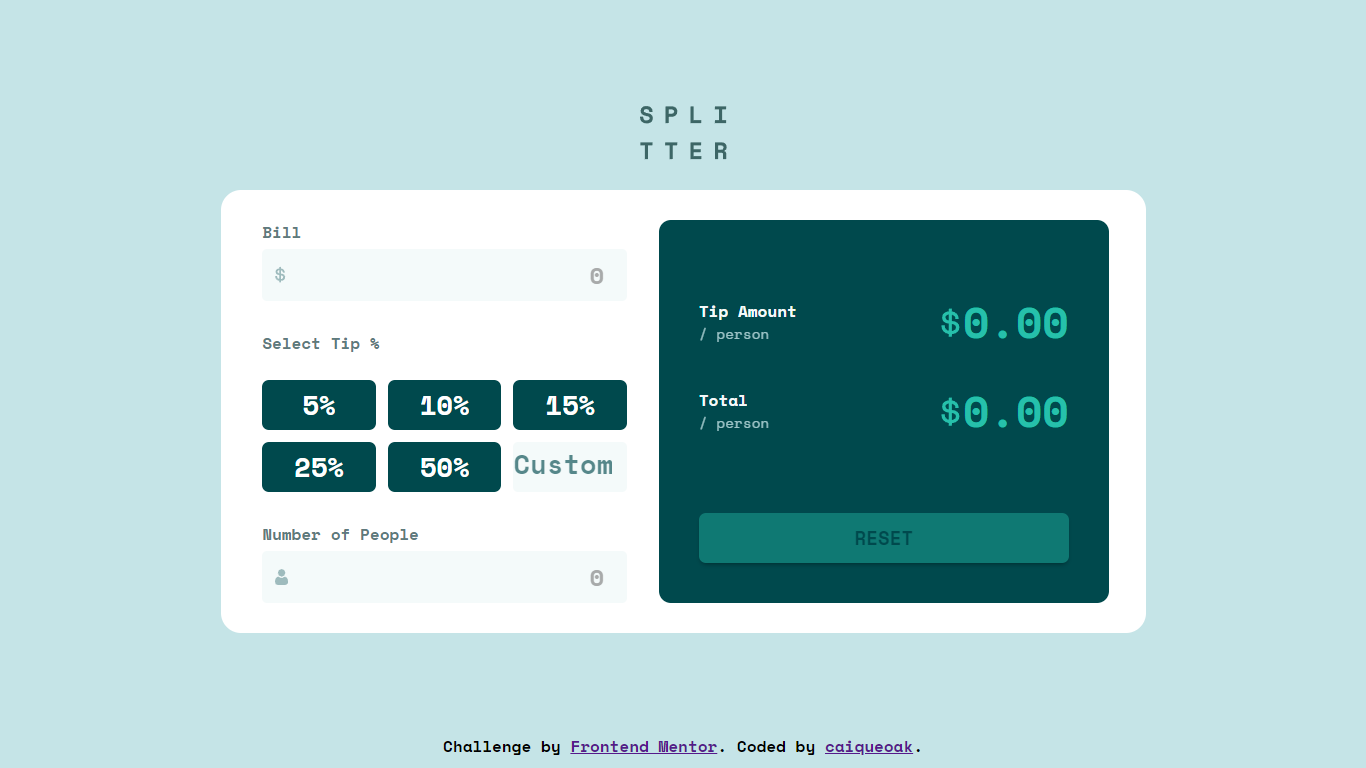 SPLI
TTER
Bill
$ 0
Select Tip %
5% 10% 15%
25% 50% Custom
Number of People
0
Tip Amount
/ person
$0.00
Total
/ person
$0.00
RESET
Challenge by Frontend Mentor. Coded by caiqueoak.